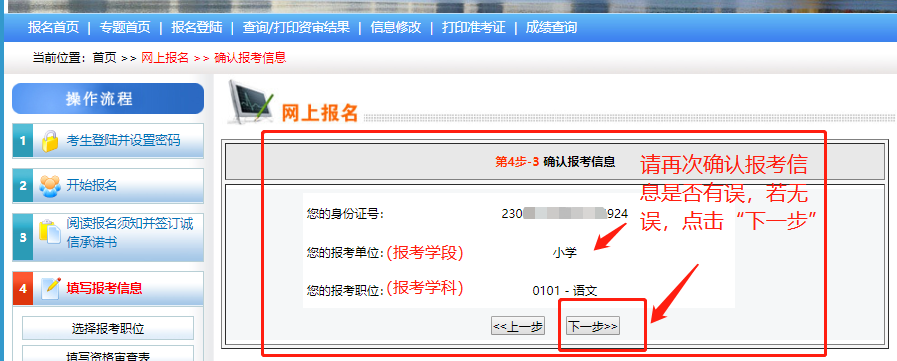 报名首页 | 专题首页 | 报名登陆 | 查询/打印资审结果 | 信息修改 | 打印准考证 | 成绩查询
当前位置：首页 >> 网上报名 >> 确认报考信息
操作流程
1 考生登陆并设置密码
2 开始报名
3 阅读报名须知并签订诚
信承诺书
4 填写报考信息
选择报考职位
填写资格审查表
网上报名
第4步-3 确认报考信息
请再次确认报考信
息是否有误，若无
误，点击“下一步”
您的身份证号： 230 924
您的报考单位：(报考学段) 小学
您的报考职位：(报考学科) 0101 - 语文
<<上一步 下一步>>